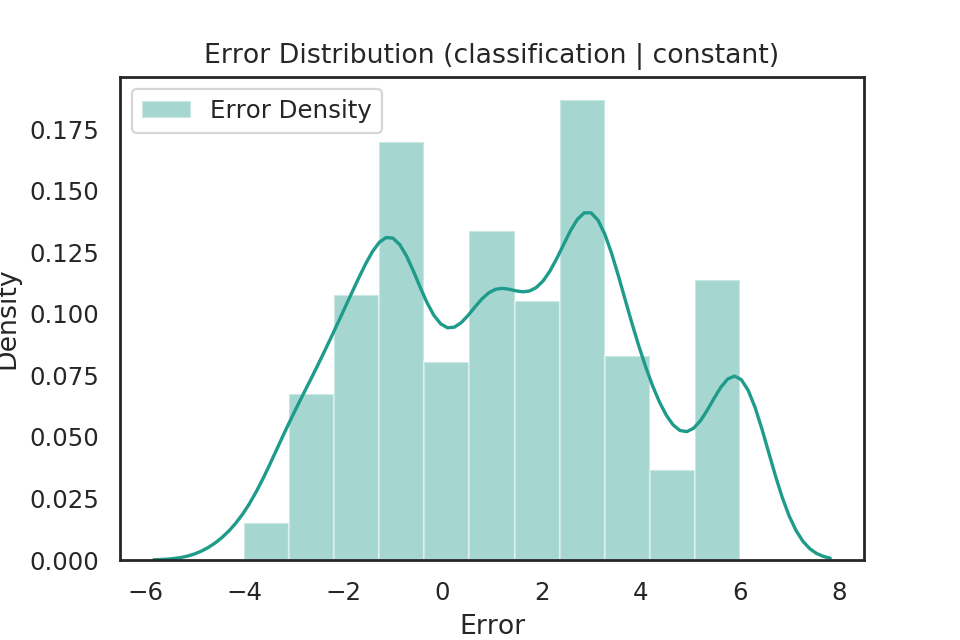 Error Distribution (classification | constant)
Error Density
0.175
0.150
0.125
0.100
0.075
0.050
0.025
0.000
Density
−6 −4 −2 0 2 4 6 8
Error